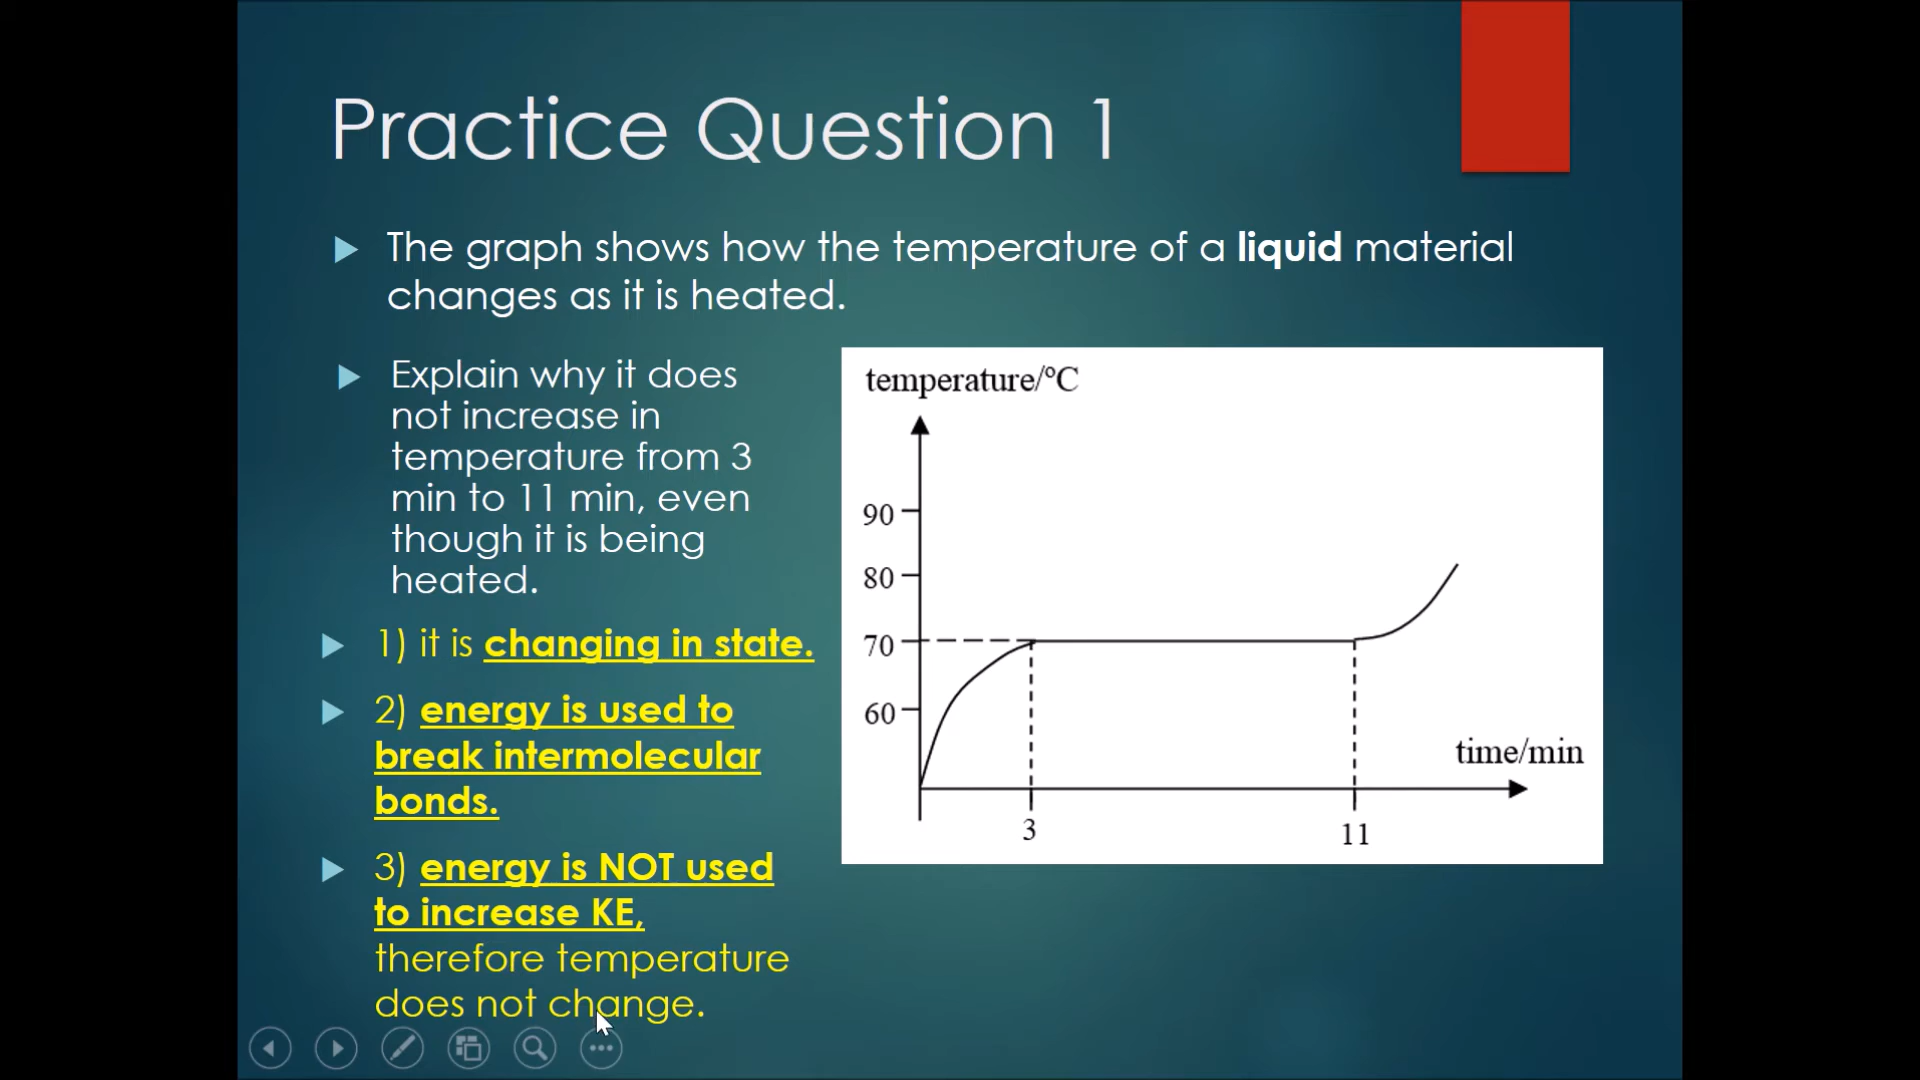 Practice Question 1
The graph shows how the temperature of a liquid material
changes as it is heated.
Explain why it does
not increase in
temperature from 3
min to 11 min, even
though it is being
heated.
1) it is changing in state.
2) energy is used to
break intermolecular
bonds.
3) energy is NOT used
to increase KE,
therefore temperature
does not change.
temperature/°C
90
80
70
60
time/min
3
11